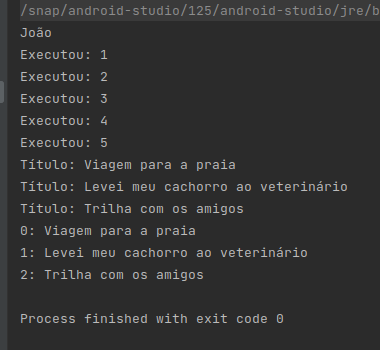 /snap/android-studio/125/android-studio/jre/b
João
Executou: 1
Executou: 2
Executou: 3
Executou: 4
Executou: 5
Título: Viagem para a praia
Título: Levei meu cachorro ao veterinário
Título: Trilha com os amigos
0: Viagem para a praia
1: Levei meu cachorro ao veterinário
2: Trilha com os amigos
Process finished with exit code 0